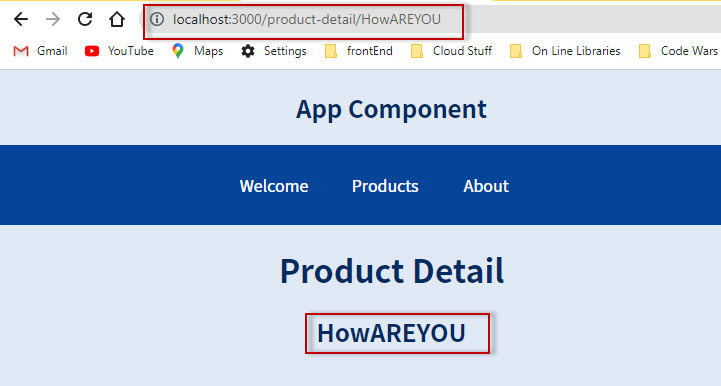 localhost:3000/product-detail/HowAREYOU
Gmail YouTube Maps Settings frontEnd Cloud Stuff On Line Libraries Code Wars
App Component
Welcome Products About
Product Detail
HowAREYOU